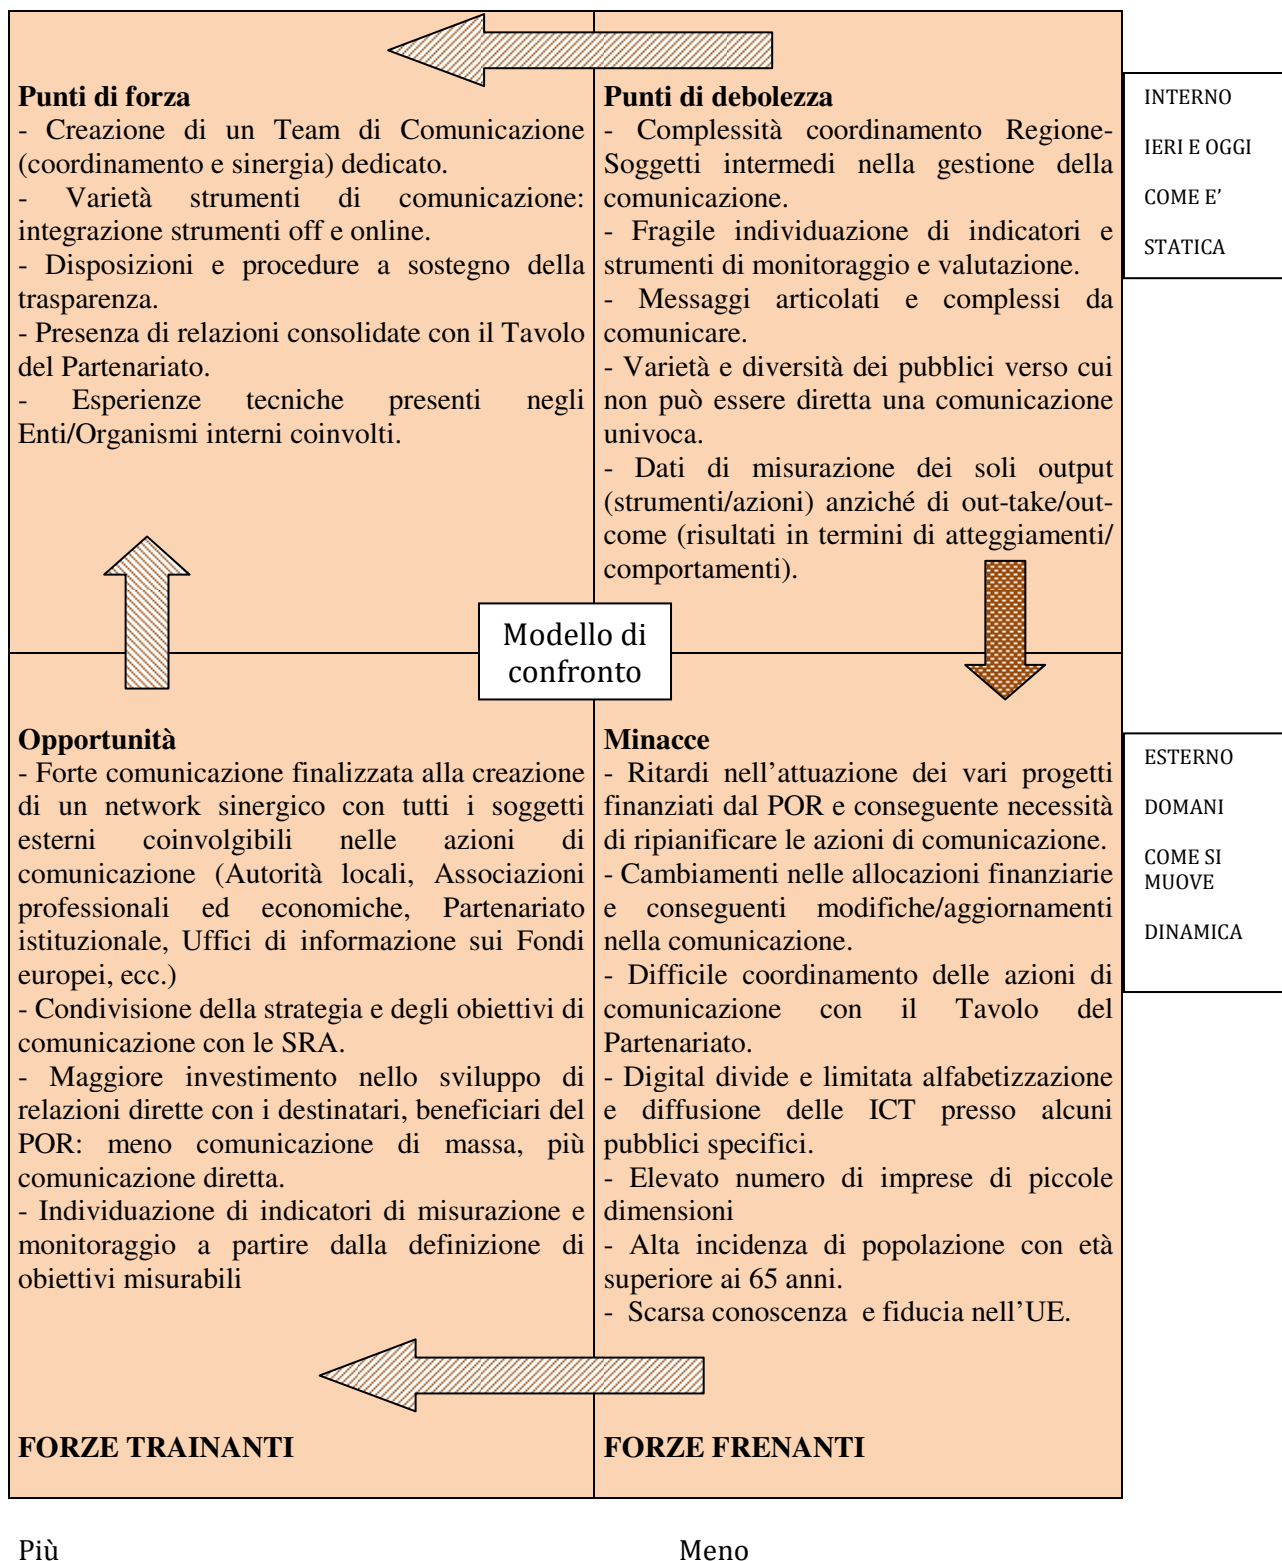 Punti di forza
- Creazione di un Team di Comunicazione
(coordinamento e sinergia) dedicato.
- Varietà strumenti di comunicazione:
integrazione strumenti off e online.
- Disposizioni e procedure a sostegno della
trasparenza.
- Presenza di relazioni consolidate con il Tavolo
del Partenariato.
- Esperienze tecniche presenti negli
Enti/Organismi interni coinvolti.
Punti di debolezza
- Complessità coordinamento Regione-
Soggetti intermedi nella gestione della
comunicazione.
- Fragile individuazione di indicatori e
strumenti di monitoraggio e valutazione.
- Messaggi articolati e complessi da
comunicare.
- Varietà e diversità dei pubblici verso cui
non può essere diretta una comunicazione
univoca.
- Dati di misurazione dei soli output
(strumenti/azioni) anziché di out-take/out-
come (risultati in termini di atteggiamenti/
comportamenti).
INTERNO
IERI E OGGI
COME E’
STATICA
Modello di
confronto
Opportunità
- Forte comunicazione finalizzata alla creazione
di un network sinergico con tutti i soggetti
esterni coinvolgibili nelle azioni di
comunicazione (Autorità locali, Associazioni
professionali ed economiche, Partenariato
istituzionale, Uffici di informazione sui Fondi
europei, ecc.)
- Condivisione della strategia e degli obiettivi di
comunicazione con le SRA.
- Maggiore investimento nello sviluppo di
relazioni dirette con i destinatari, beneficiari del
POR: meno comunicazione di massa, più
comunicazione diretta.
- Individuazione di indicatori di misurazione e
monitoraggio a partire dalla definizione di
obiettivi misurabili
FORZE TRAINANTI
Minacce
- Ritardi nell’attuazione dei vari progetti
finanziati dal POR e conseguente necessità
di ripianificare le azioni di comunicazione.
- Cambiamenti nelle allocazioni finanziarie
e conseguenti modifiche/aggiornamenti
nella comunicazione.
- Difficile coordinamento delle azioni di
comunicazione con il Tavolo del
Partenariato.
- Digital divide e limitata alfabetizzazione
e diffusione delle ICT presso alcuni
pubblici specifici.
- Elevato numero di imprese di piccole
dimensioni
- Alta incidenza di popolazione con età
superiore ai 65 anni.
- Scarsa conoscenza e fiducia nell’UE.
FORZE FRENANTI
ESTERNO
DOMANI
COME SI
MUOVE
DINAMICA
Più
Meno